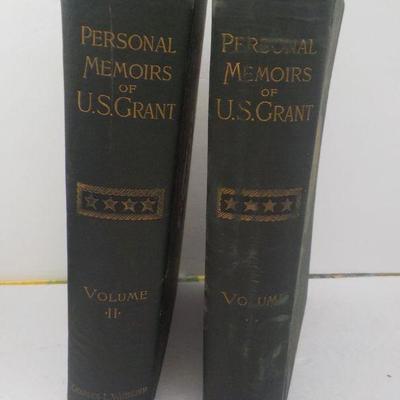 PERSONAL
MEMOIRS
OF
U.S. GRANT
VOLUME
·II·
PERSONAL
MEMOIRS
OF
U.S. GRANT
VOLUME